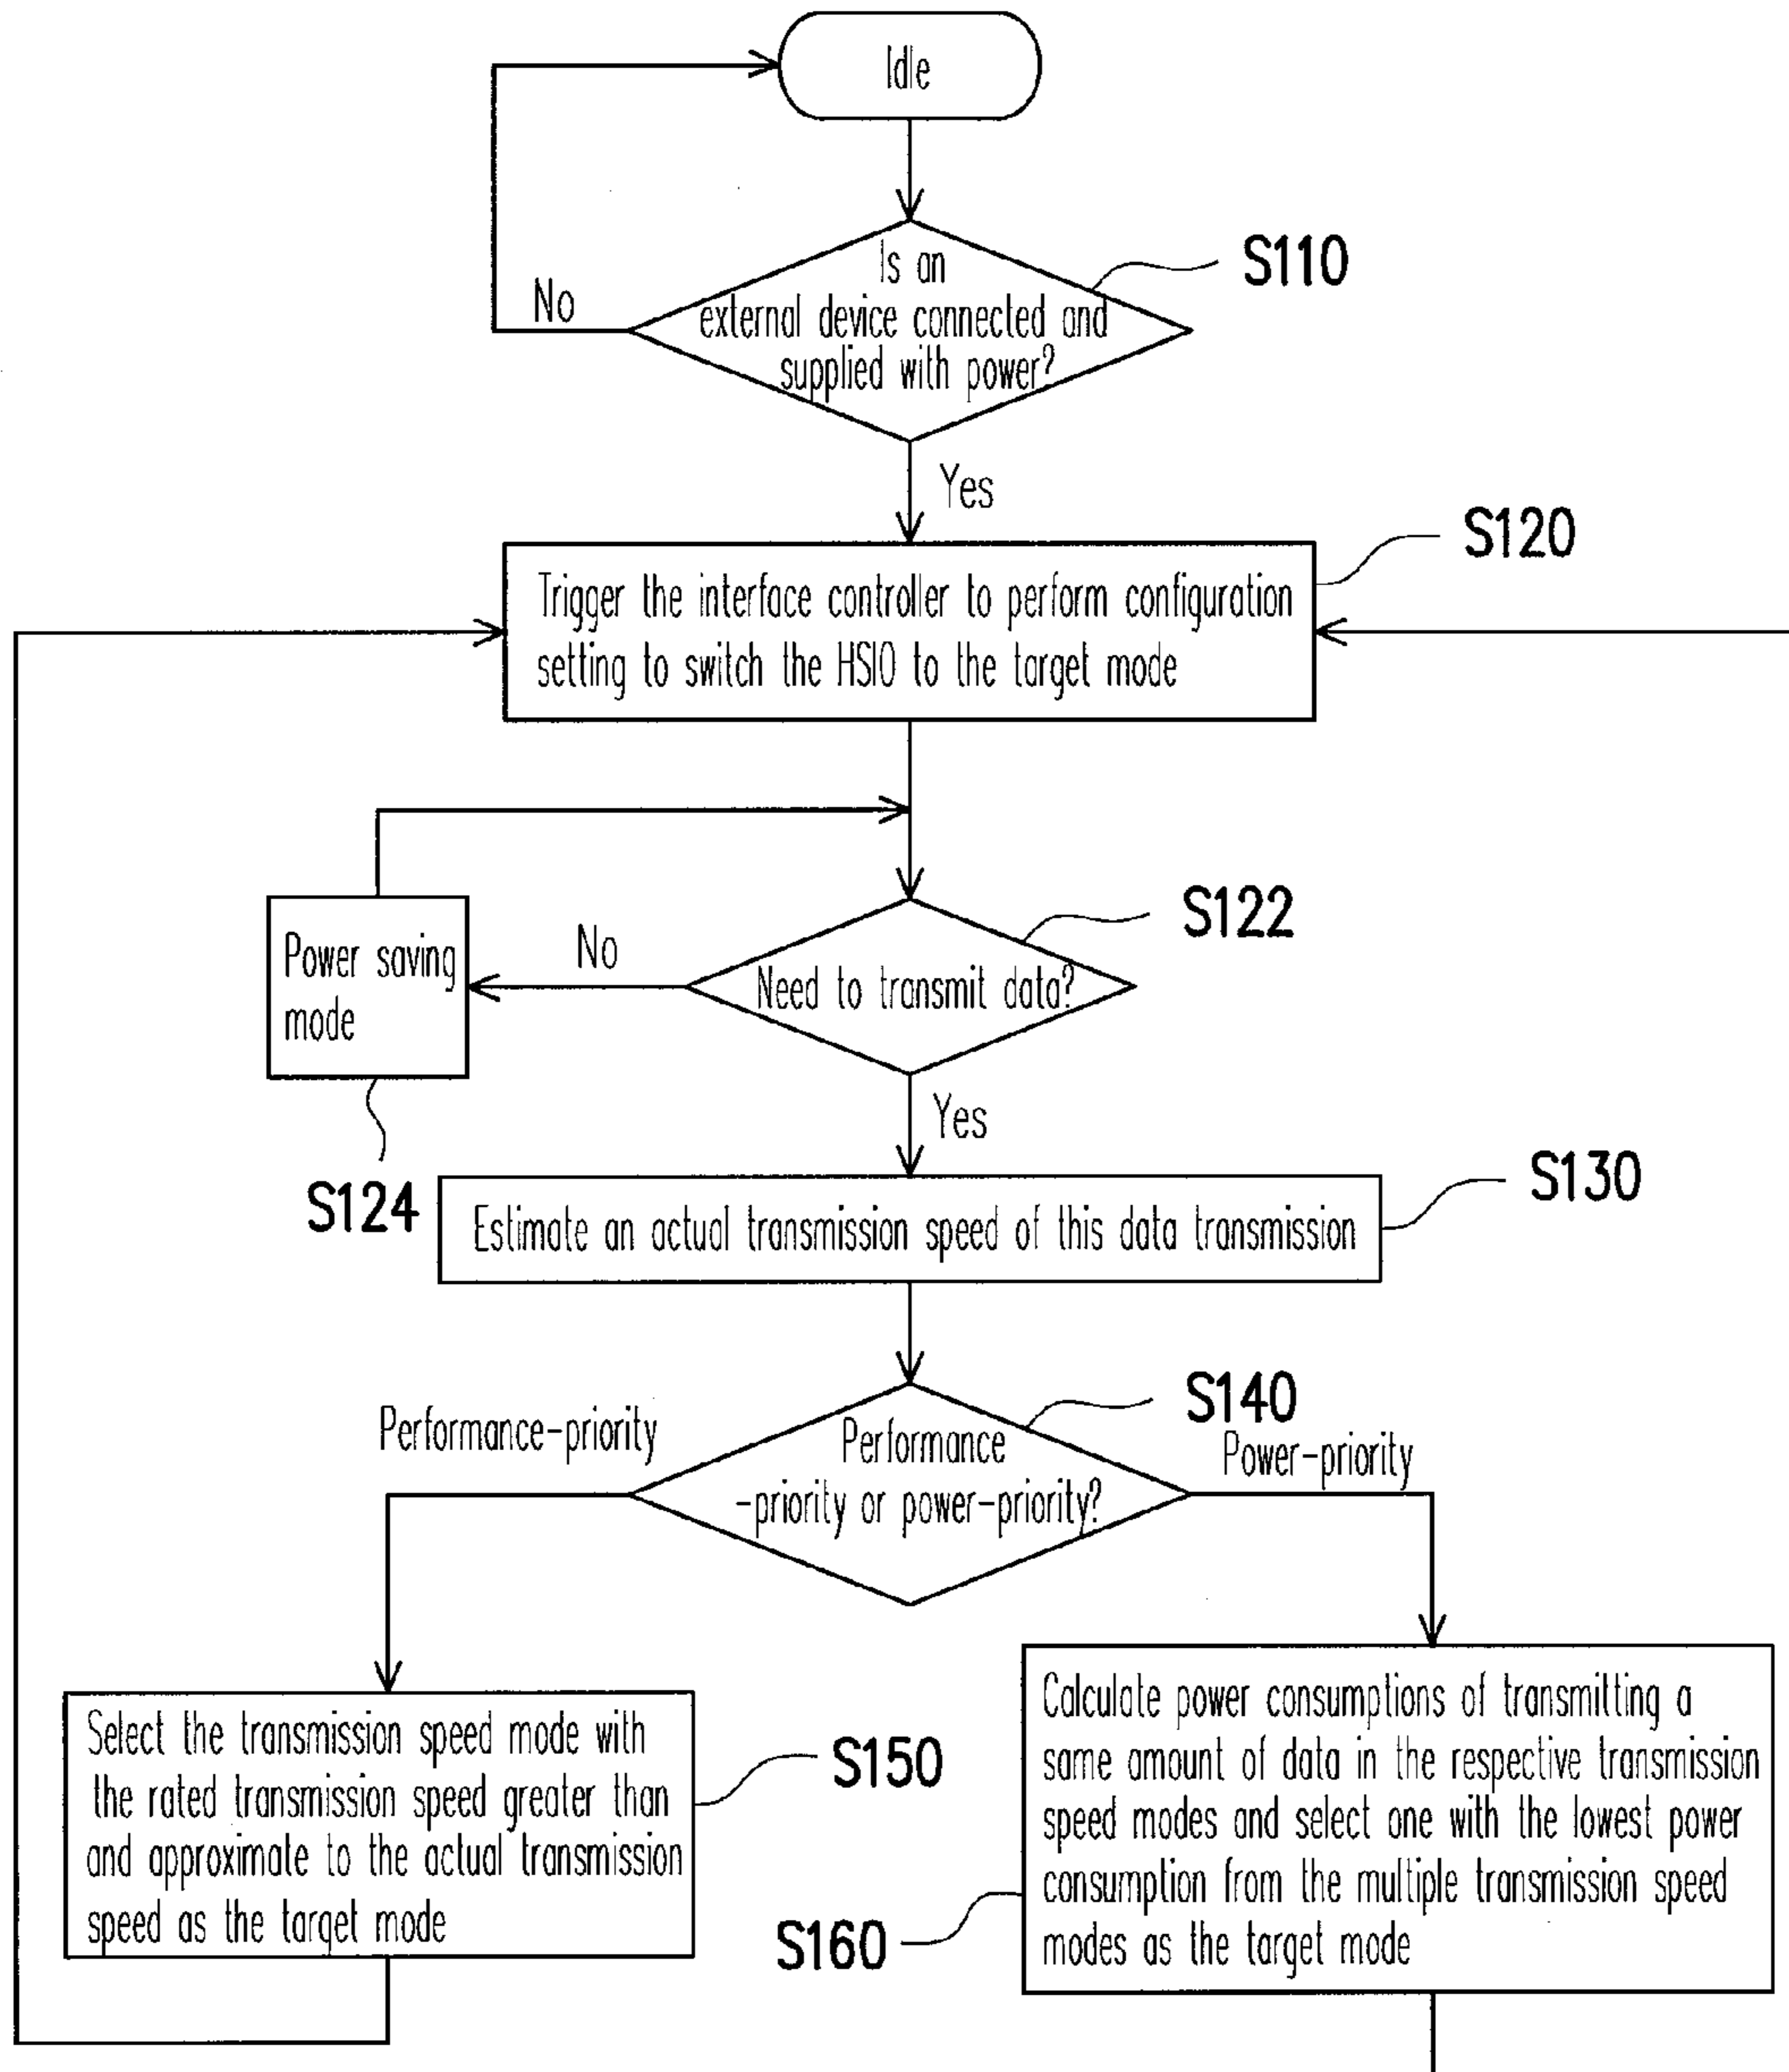 Idle
Is an
external device connected and
supplied with power?
S110
No
Yes
S120
Trigger the interface controller to perform configuration
setting to switch the HSIO to the target mode
S122
Need to transmit data?
No
Power saving
mode
S124
Yes
S130
Estimate an actual transmission speed of this data transmission
S140
Performance-priority
Performance
-priority or power-priority?
Power-priority
Select the transmission speed mode with
the rated transmission speed greater than
and approximate to the actual transmission
speed as the target mode
S150
Calculate power consumptions of transmitting a
same amount of data in the respective transmission
speed modes and select one with the lowest power
consumption from the multiple transmission speed
modes as the target mode
S160